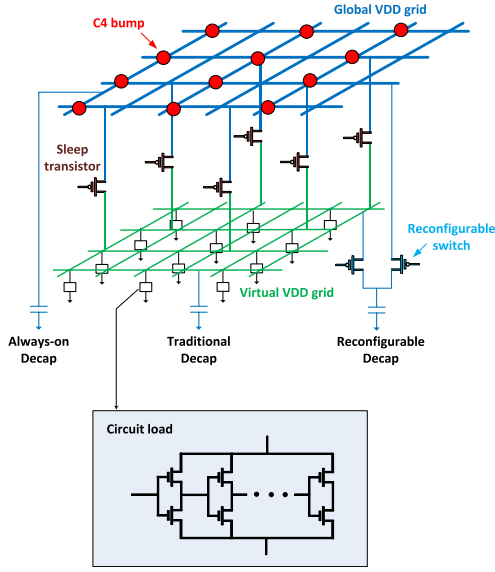 Global VDD grid
C4 bump
Sleep
transistor
Reconfigurable
switch
Virtual VDD grid
Always-on
Decap
Traditional
Decap
Reconfigurable
Decap
Circuit load